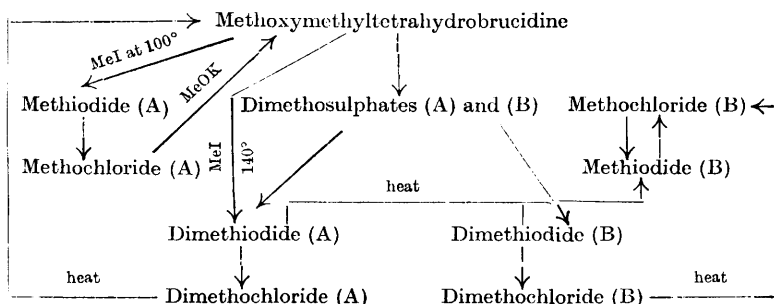 Methoxymethyltetrahydrobrucidine
MeI at 100°
MeOK
Methiodide (A)
Dimethosulphates (A) and (B)
Methochloride (B)
Methochloride (A)
MeI
140°
Methiodide (B)
heat
Dimethiodide (A)
Dimethiodide (B)
heat
Dimethochloride (A)
Dimethochloride (B)
heat